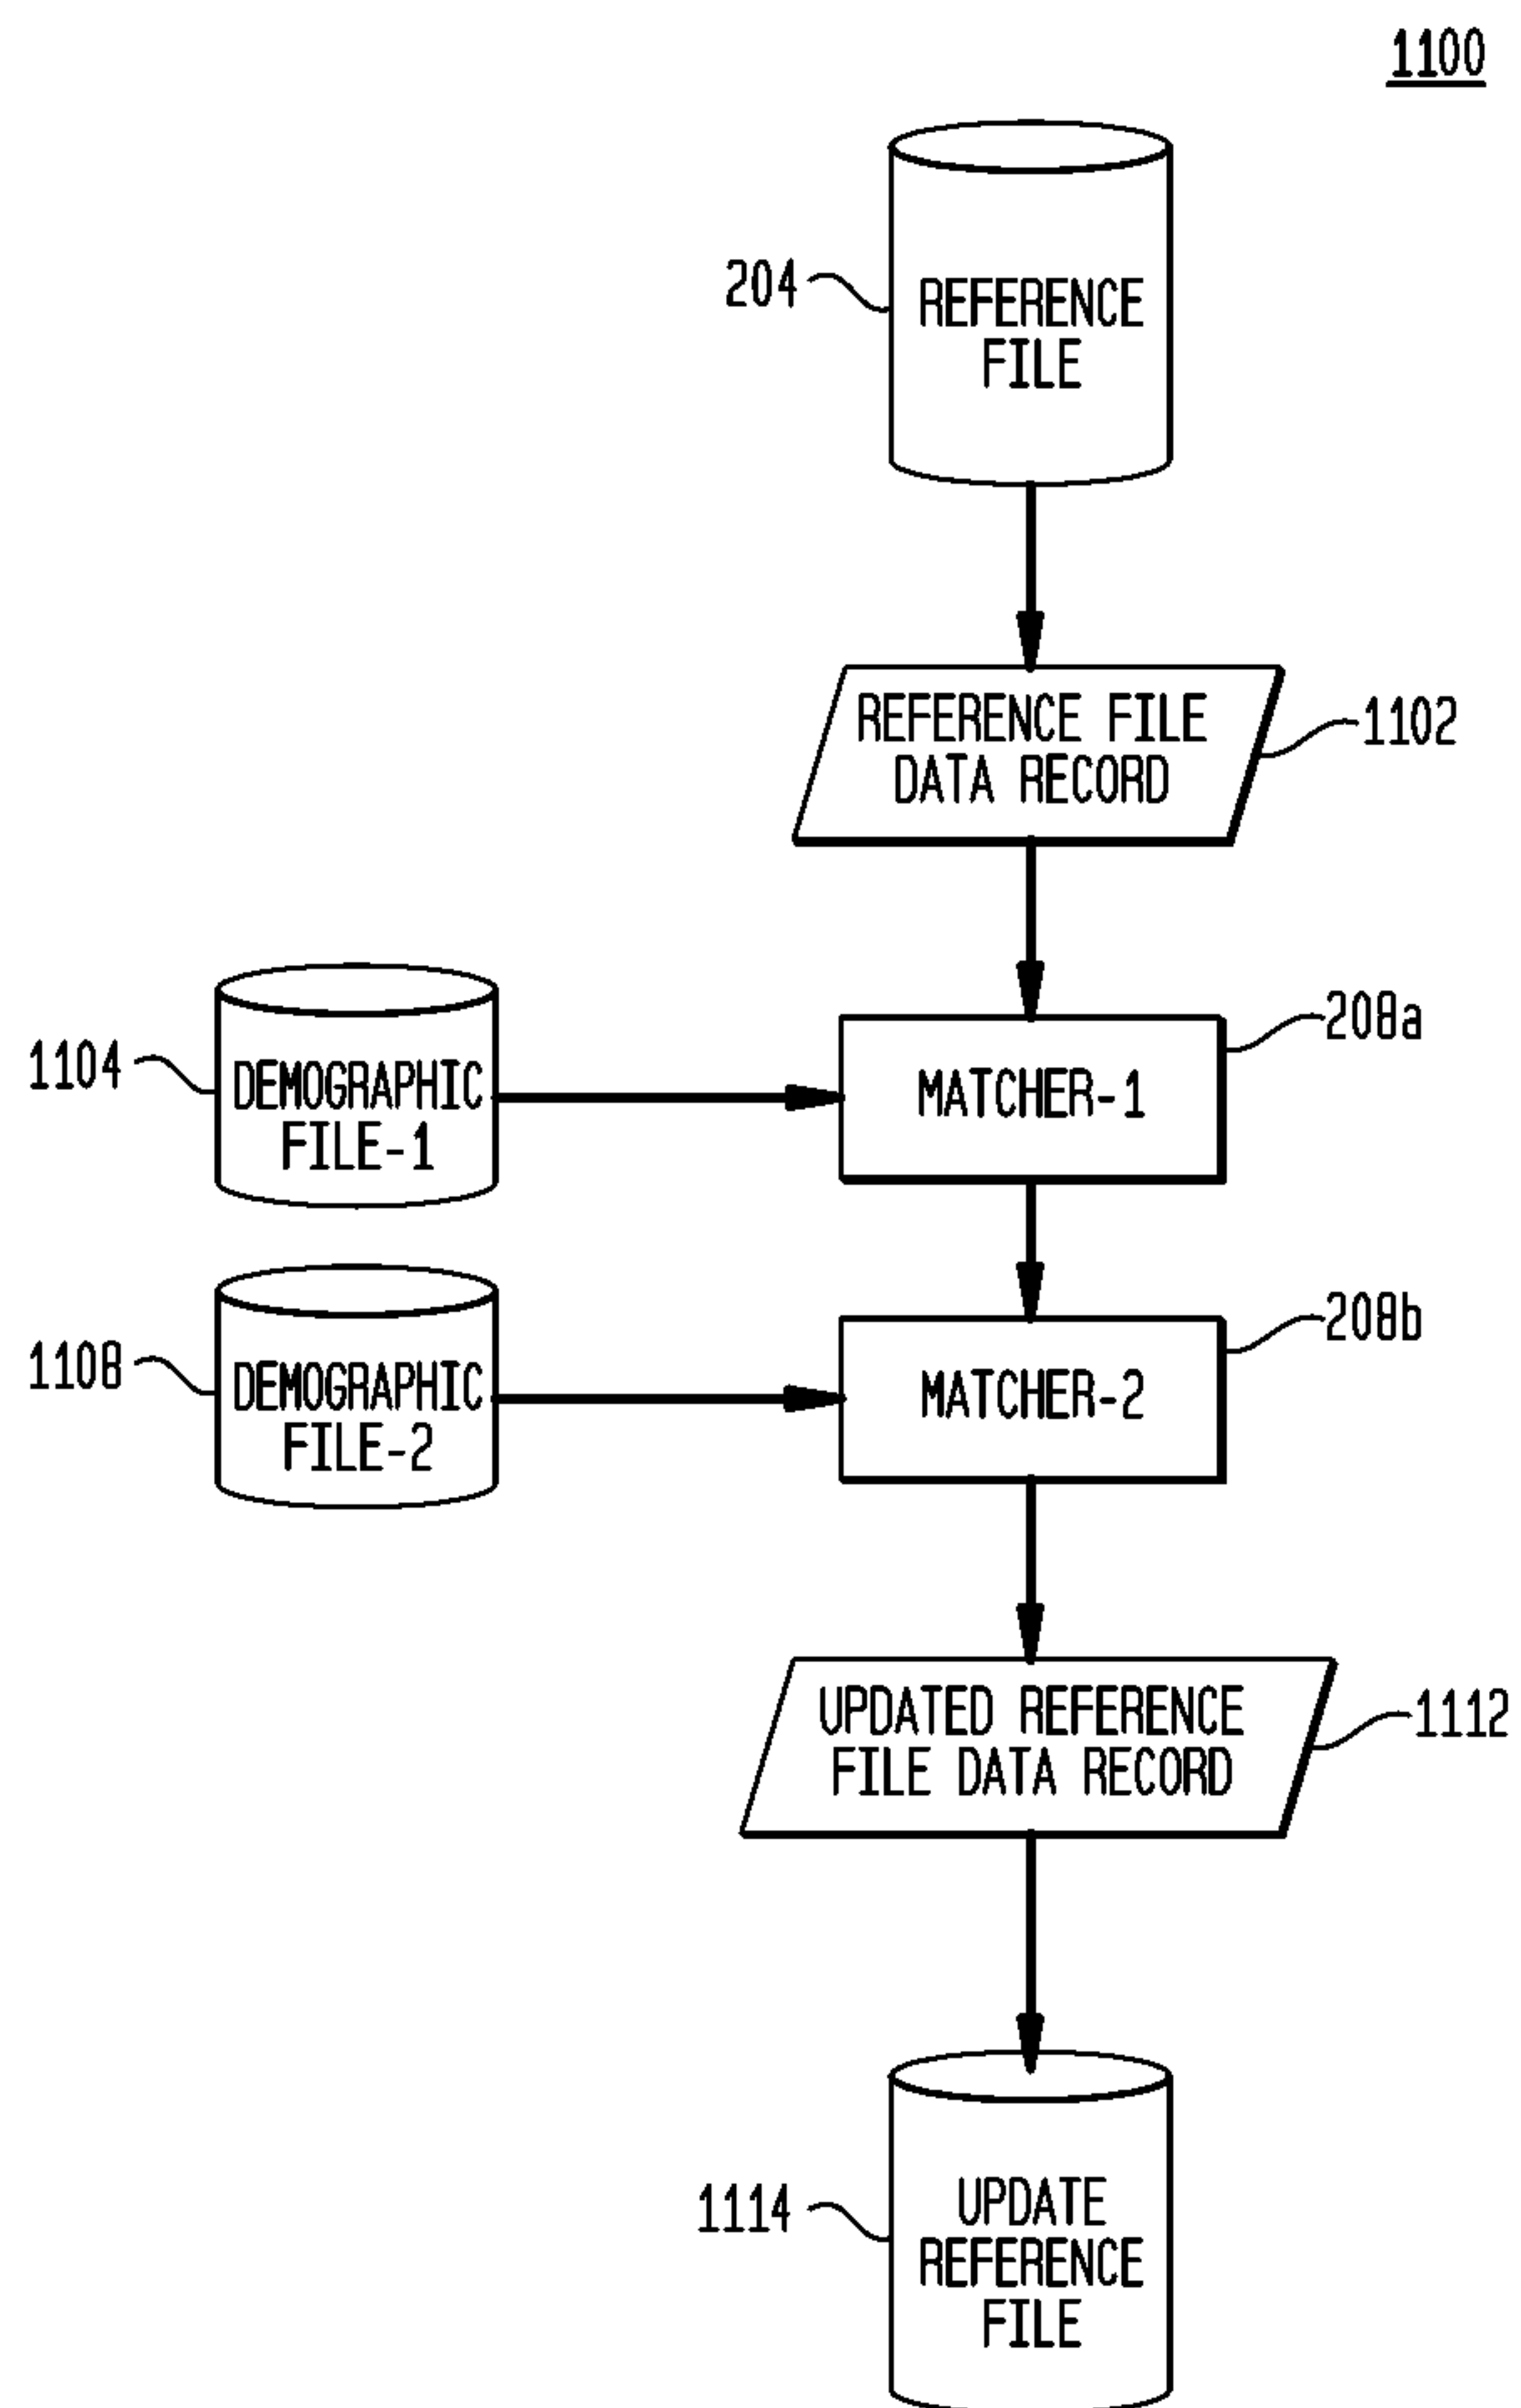 1100
204
REFERENCE
FILE
REFERENCE FILE
DATA RECORD
1102
208a
1104
DEMOGRAPHIC
FILE-1
MATCHER-1
208b
1108
DEMOGRAPHIC
FILE-2
MATCHER-2
UPDATED REFERENCE
FILE DATA RECORD
1112
1114
UPDATE
REFERENCE
FILE